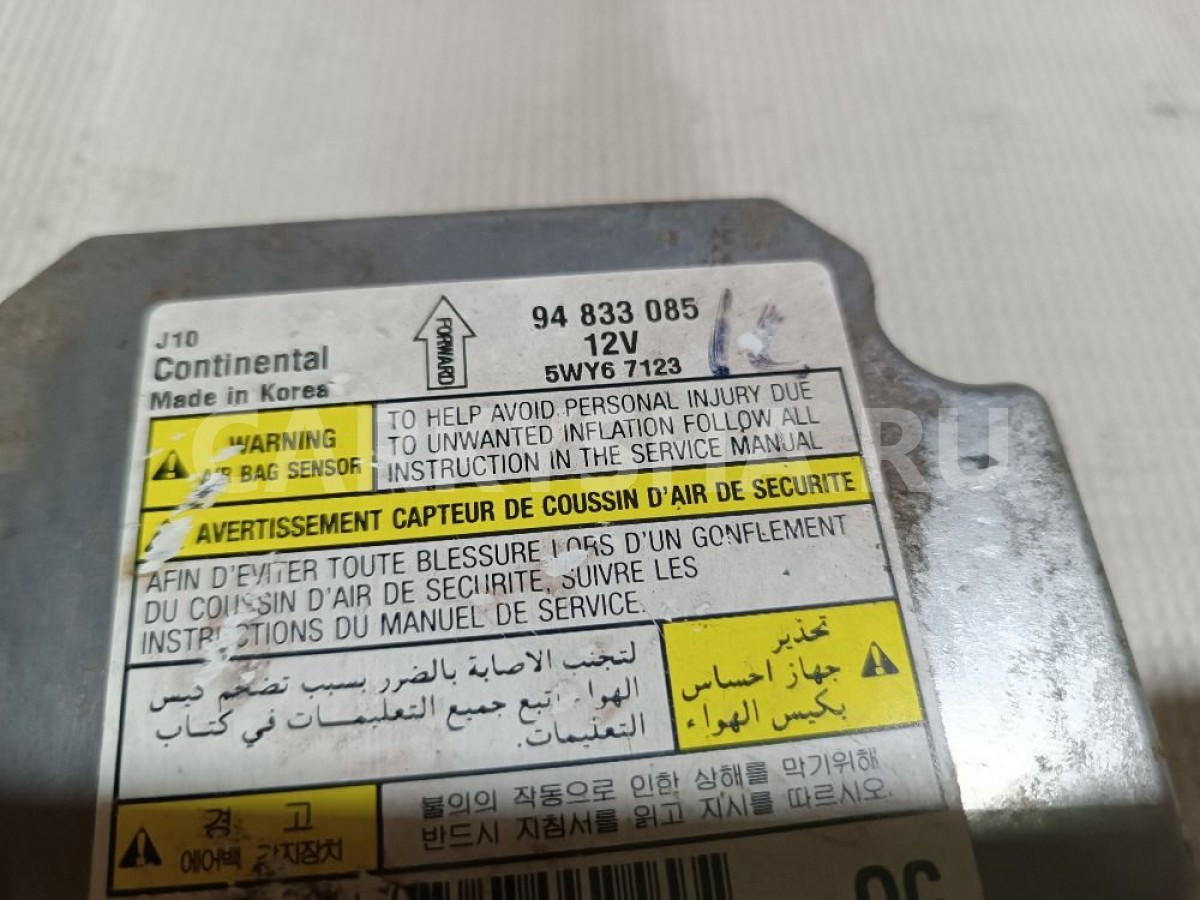 J10
Continental
Made in Korea
FORWARD
94 833 085
12V
5WY6 7123
WARNING
AIR BAG SENSOR
TO HELP AVOID PERSONAL INJURY DUE
TO UNWANTED INFLATION FOLLOW ALL
INSTRUCTION IN THE SERVICE MANUAL
AVERTISSEMENT CAPTEUR DE COUSSIN D'AIR DE SECURITE
AFIN D'EVITER TOUTE BLESSURE LORS D'UN GONFLEMENT
DU COUSSIN D'AIR DE SECURITE, SUIVRE LES
INSTRUCTIONS DU MANUEL DE SERVICE.
تحذير
جهاز احساس
بكيس الهواء
لتجنب الاصابة بالضرر بسبب تضخم كيس
الهواء اتبع جميع التعليمات في كتاب
التعليمات.
경 고
에어백 감지장치
불의의 작동으로 인한 상해를 막기위해
반드시 지침서를 읽고 지시를 따르시오.